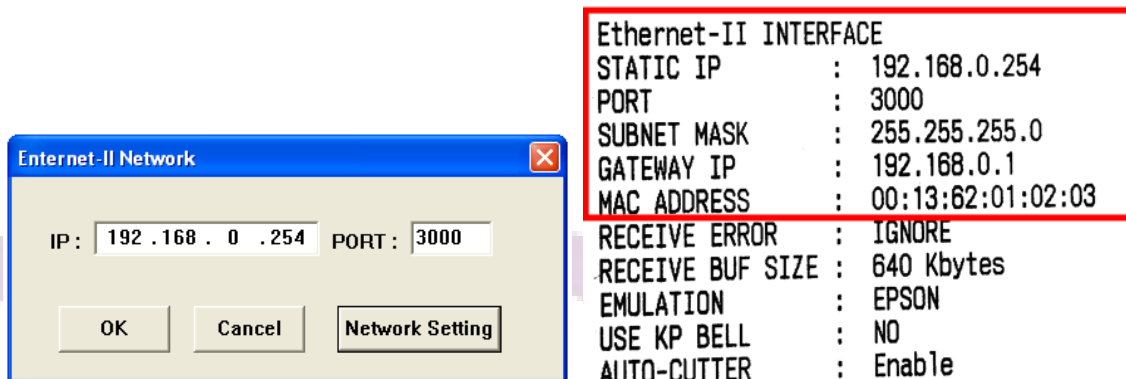 Enternet-II Network
IP : 192 .168 . 0 .254 PORT : 3000
OK Cancel Network Setting
Ethernet-II INTERFACE
STATIC IP : 192.168.0.254
PORT : 3000
SUBNET MASK : 255.255.255.0
GATEWAY IP : 192.168.0.1
MAC ADDRESS : 00:13:62:01:02:03
RECEIVE ERROR : IGNORE
RECEIVE BUF SIZE : 640 Kbytes
EMULATION : EPSON
USE KP BELL : NO
AUTO-CUTTER : Enable